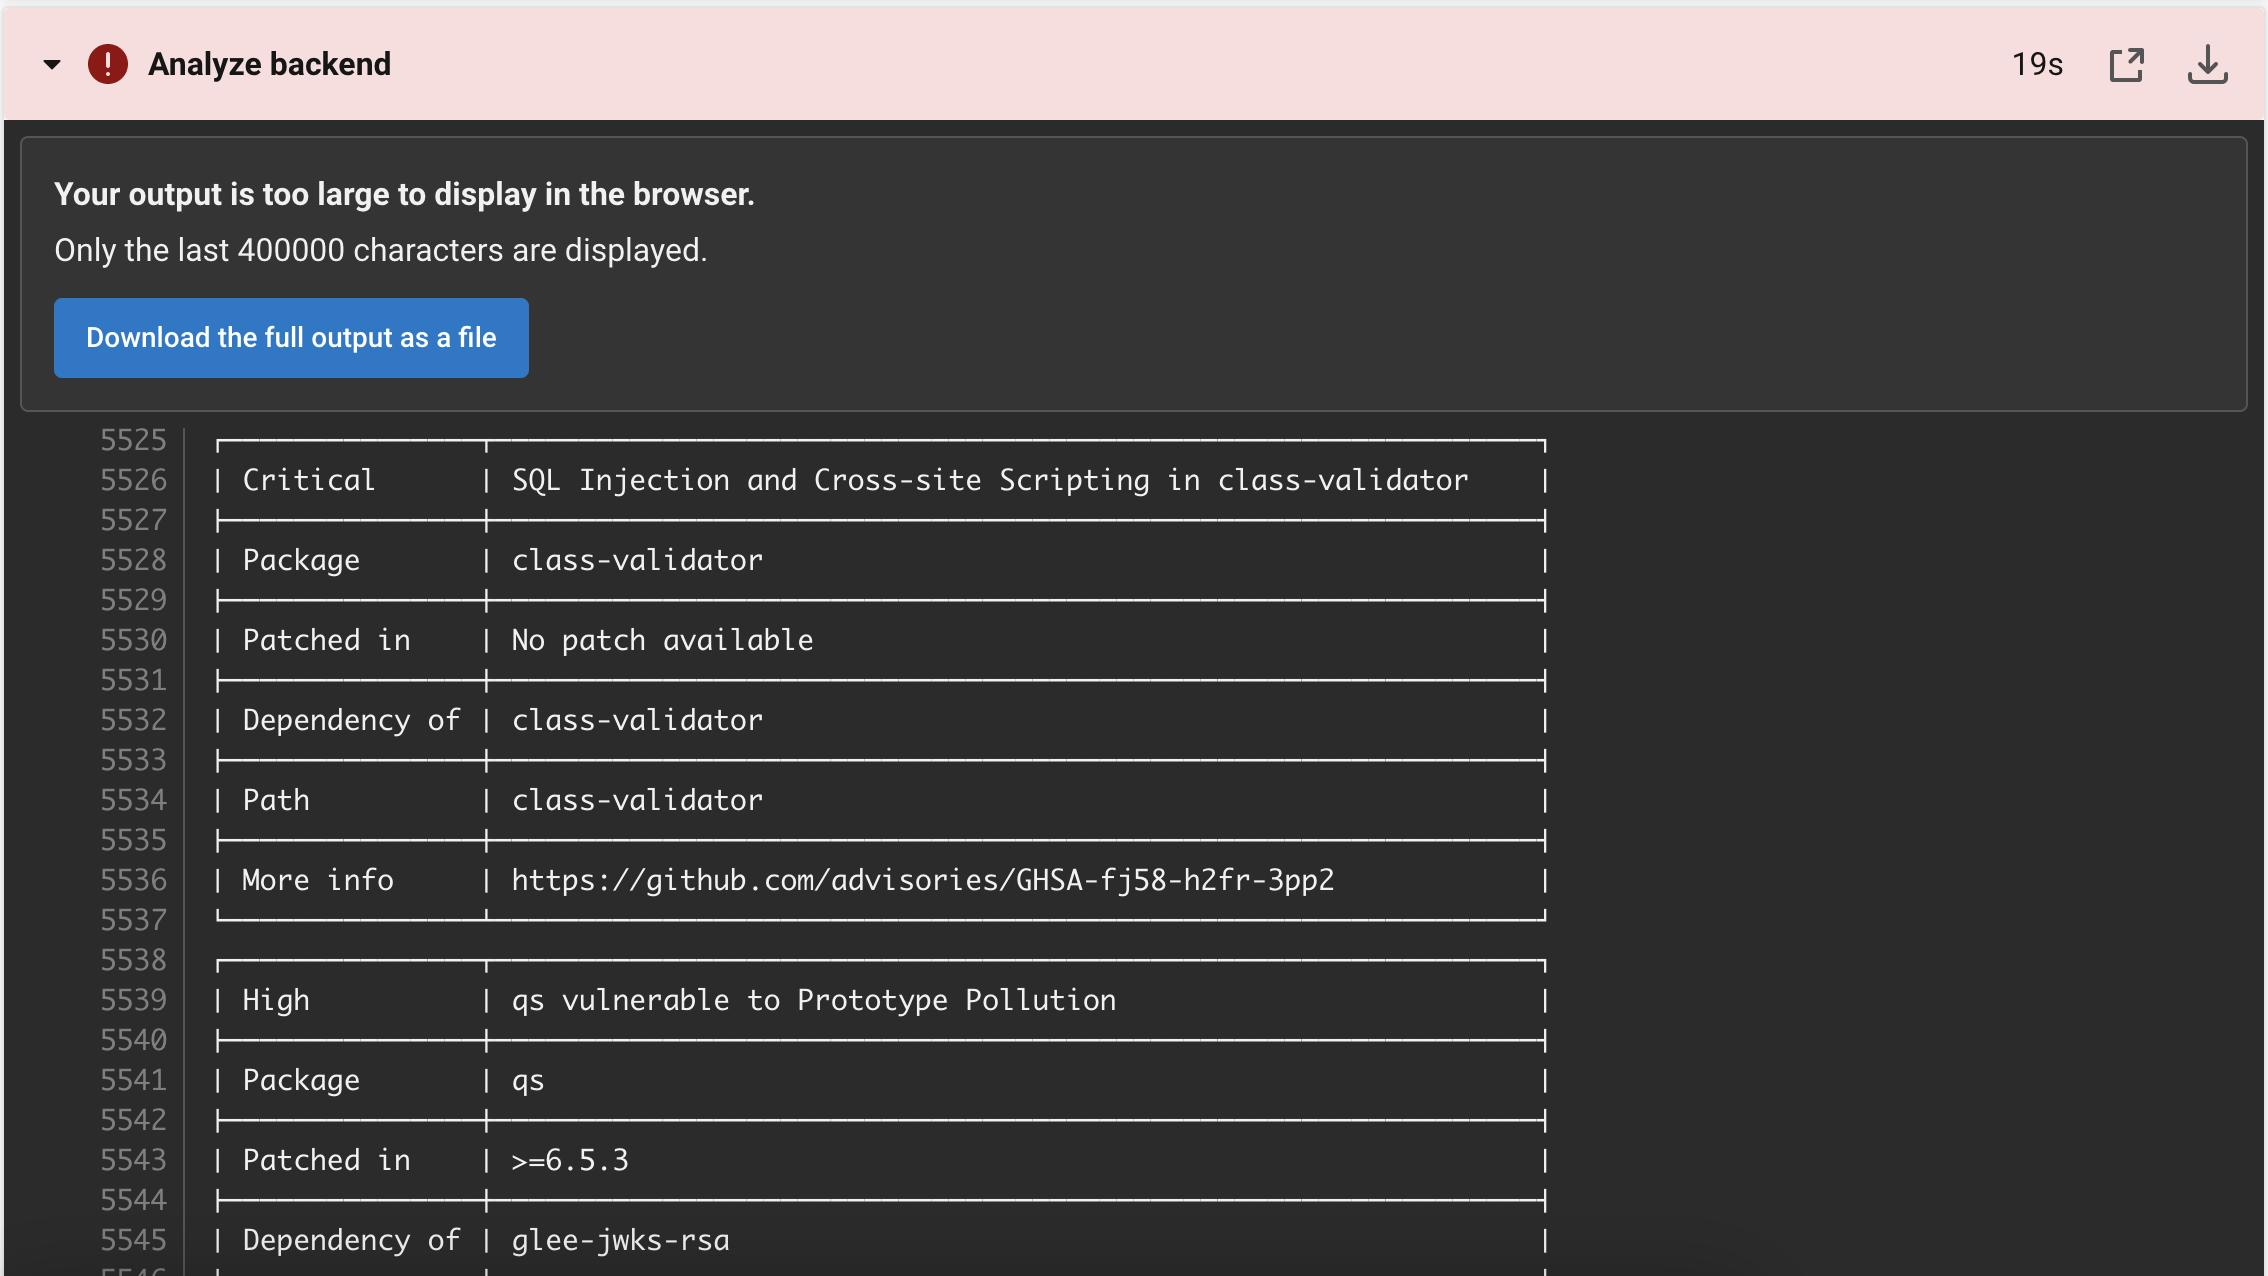 Analyze backend 19s
Your output is too large to display in the browser.
Only the last 400000 characters are displayed.
Download the full output as a file
5525
5526 | Critical | SQL Injection and Cross-site Scripting in class-validator |
5527
5528 | Package | class-validator |
5529
5530 | Patched in | No patch available |
5531
5532 | Dependency of | class-validator |
5533
5534 | Path | class-validator |
5535
5536 | More info | https://github.com/advisories/GHSA-fj58-h2fr-3pp2 |
5537
5538
5539 | High | qs vulnerable to Prototype Pollution |
5540
5541 | Package | qs |
5542
5543 | Patched in | >=6.5.3 |
5544
5545 | Dependency of | glee-jwks-rsa |
5546